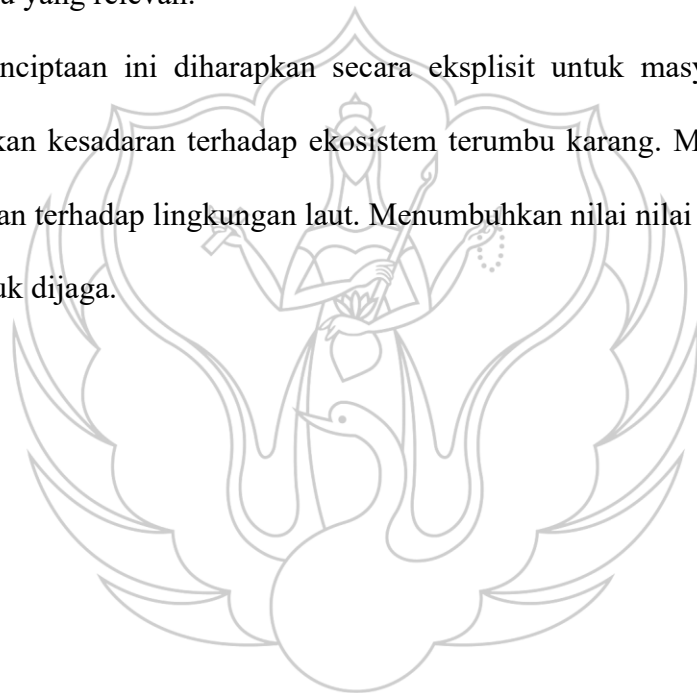 yang relevan.
nciptaan ini diharapkan secara eksplisit untuk masy
kan kesadaran terhadap ekosistem terumbu karang. M
an terhadap lingkungan laut. Menumbuhkan nilai nilai
uk dijaga.